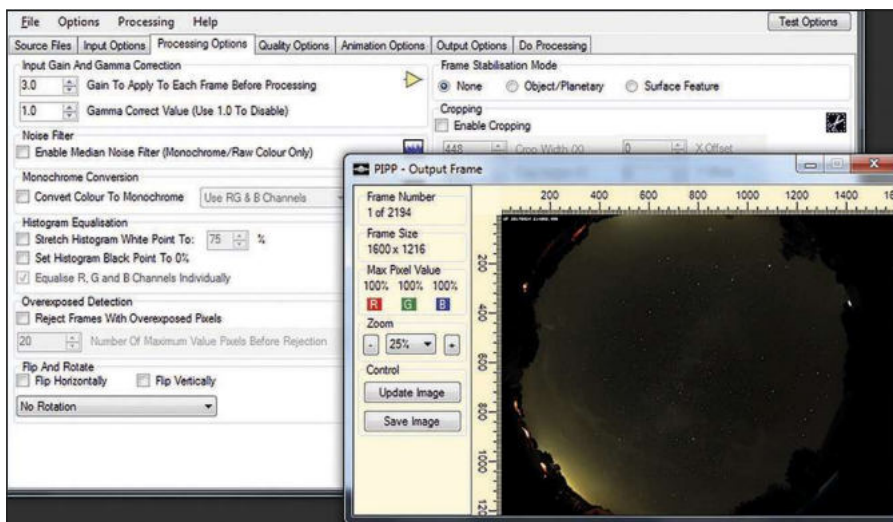 File Options Processing Help Test Options
Source Files Input Options Processing Options Quality Options Animation Options Output Options Do Processing
Input Gain And Gamma Correction
3.0 Gain To Apply To Each Frame Before Processing
1.0 Gamma Correct Value (Use 1.0 To Disable)
Noise Filter
Enable Median Noise Filter (Monochrome/Raw Colour Only)
Monochrome Conversion
Convert Colour To Monochrome Use RG & B Channels
Histogram Equalisation
Stretch Histogram White Point To: 75 %
Set Histogram Black Point To 0%
Equalise R, G and B Channels Individually
Overexposed Detection
Reject Frames With Overexposed Pixels
20 Number Of Maximum Value Pixels Before Rejection
Flip And Rotate
Flip Horizontally Flip Vertically
No Rotation
Frame Stabilisation Mode
None Object/Planetary Surface Feature
Cropping
Enable Cropping
448 Crop Width (X) 0 X Offset
PIPP - Output Frame
Frame Number
1 of 2194
Frame Size
1600 x 1216
Max Pixel Value
100% 100% 100%
R G B
Zoom
- 25% +
Control
Update Image
Save Image
200 400 600 800 1000 1200 1400
200
400
600
800
1000